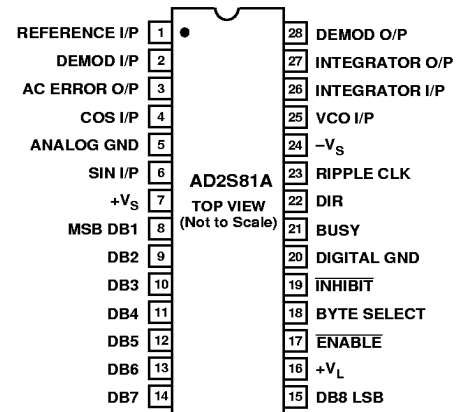 REFERENCE I/P 1 28 DEMOD O/P
DEMOD I/P 2 27 INTEGRATOR O/P
AC ERROR O/P 3 26 INTEGRATOR I/P
COS I/P 4 25 VCO I/P
ANALOG GND 5 24 –VS
SIN I/P 6 23 RIPPLE CLK
AD2S81A
+VS 7 22 DIR
TOP VIEW
(Not to Scale)
MSB DB1 8 21 BUSY
DB2 9 20 DIGITAL GND
DB3 10 19 INHIBIT
DB4 11 18 BYTE SELECT
DB5 12 17 ENABLE
DB6 13 16 +VL
DB7 14 15 DB8 LSB